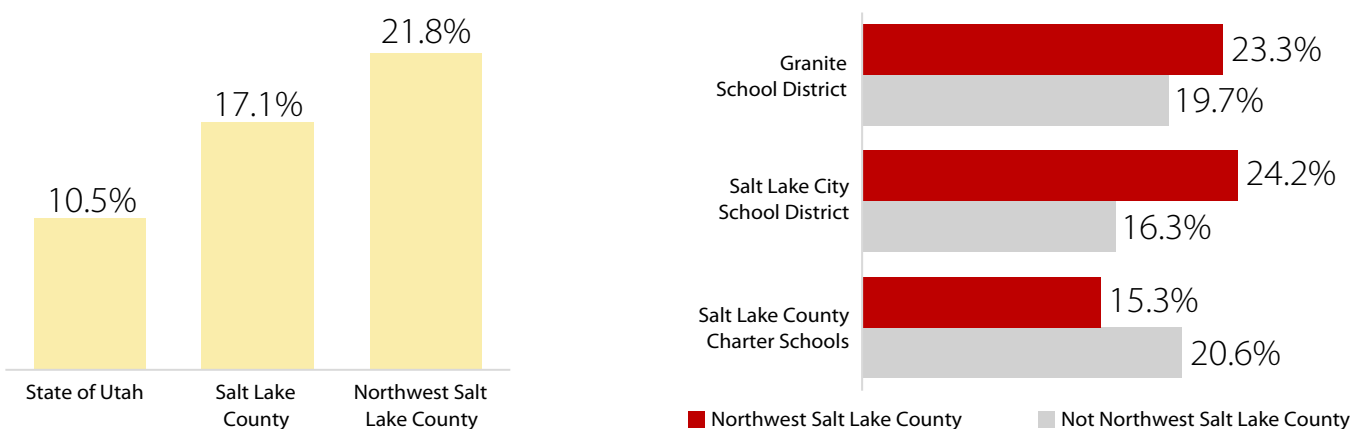 21.8%
17.1%
10.5%
State of Utah
Salt Lake
County
Northwest Salt
Lake County
Granite
School District
23.3%
19.7%
Salt Lake City
School District
24.2%
16.3%
Salt Lake County
Charter Schools
15.3%
20.6%
Northwest Salt Lake County
Not Northwest Salt Lake County